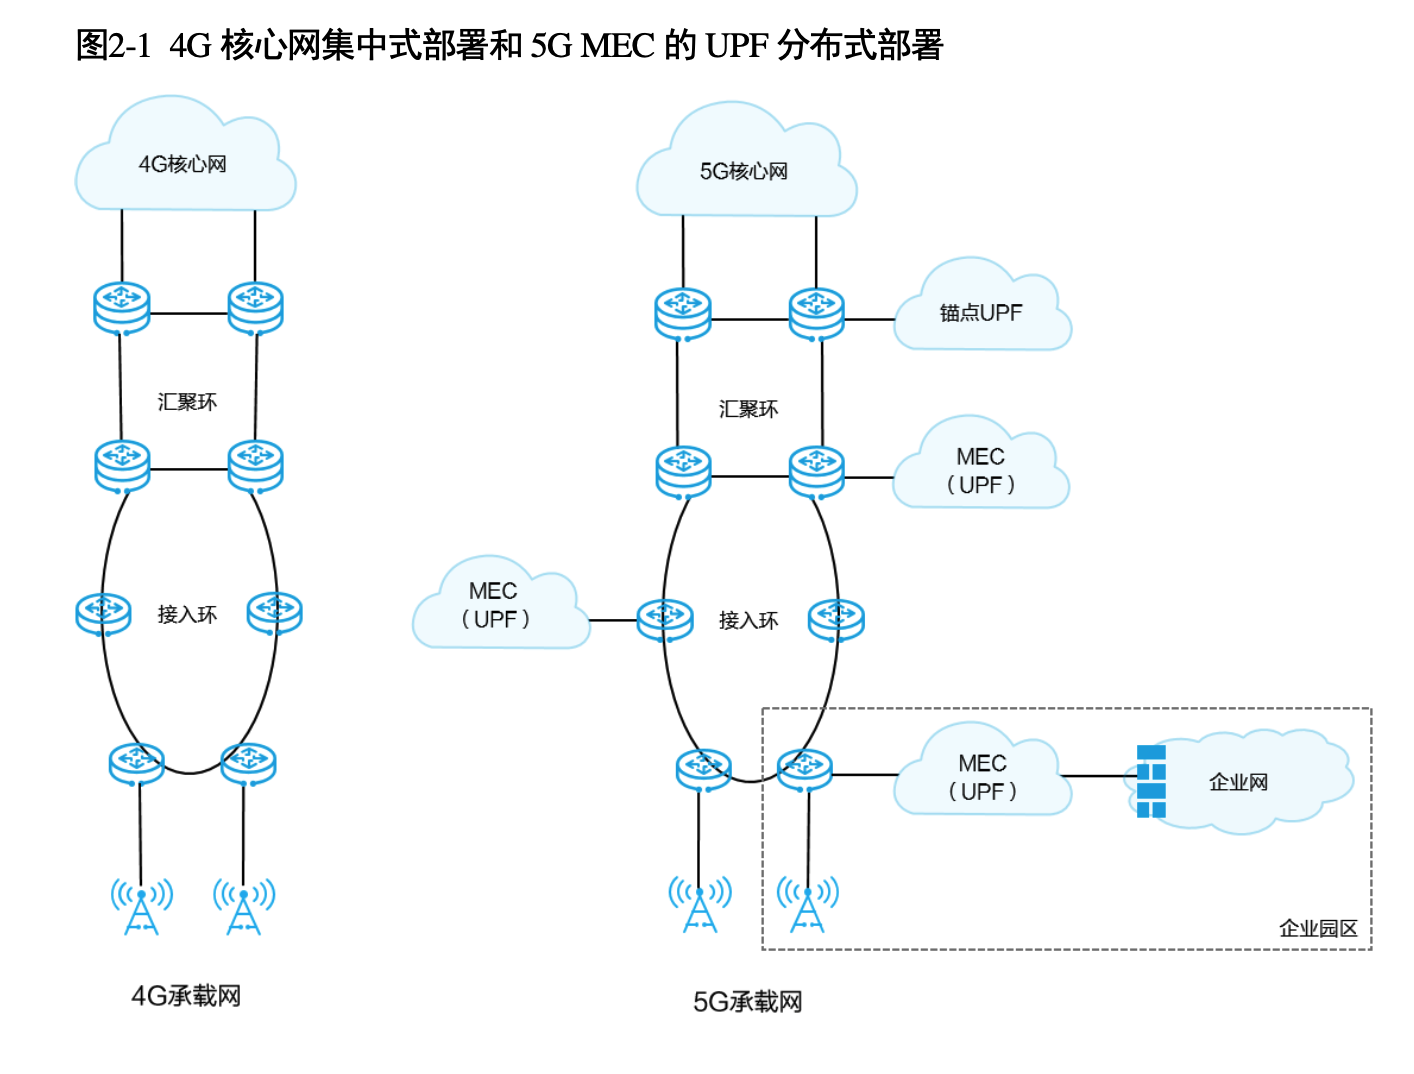 图2-1 4G 核心网集中式部署和 5G MEC 的 UPF 分布式部署
4G核心网
汇聚环
接入环
4G承载网
5G核心网
锚点UPF
汇聚环
MEC
（UPF）
MEC
（UPF）
接入环
MEC
（UPF）
企业网
企业园区
5G承载网